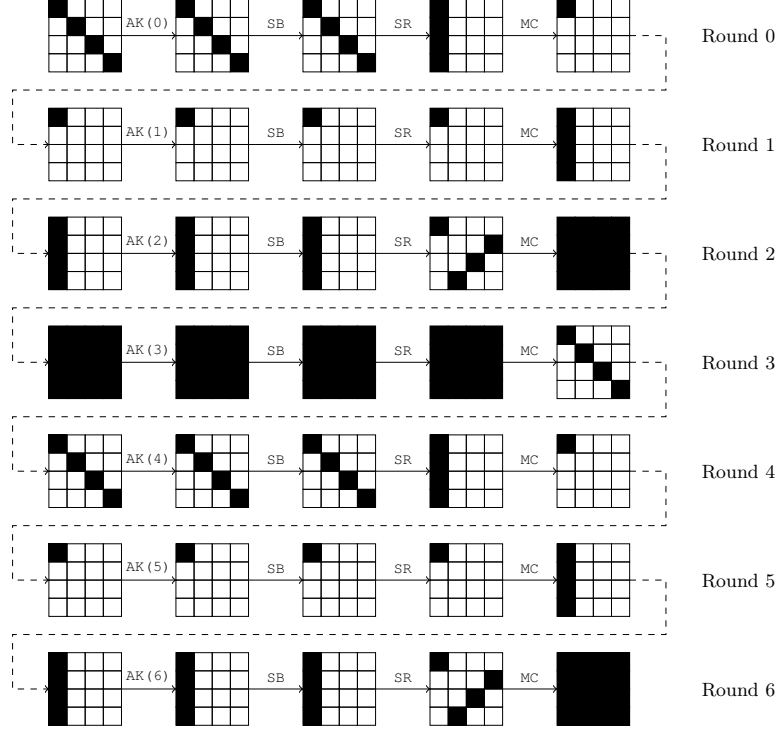 AK(0) SB SR MC Round 0
AK(1) SB SR MC Round 1
AK(2) SB SR MC Round 2
AK(3) SB SR MC Round 3
AK(4) SB SR MC Round 4
AK(5) SB SR MC Round 5
AK(6) SB SR MC Round 6